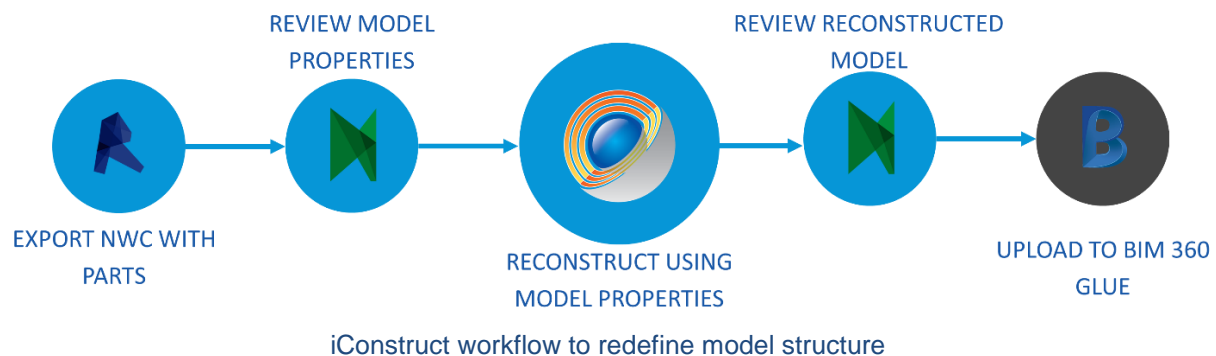 REVIEW MODEL
PROPERTIES
REVIEW RECONSTRUCTED
MODEL
EXPORT NWC WITH
PARTS
RECONSTRUCT USING
MODEL PROPERTIES
UPLOAD TO BIM 360
GLUE
iConstruct workflow to redefine model structure